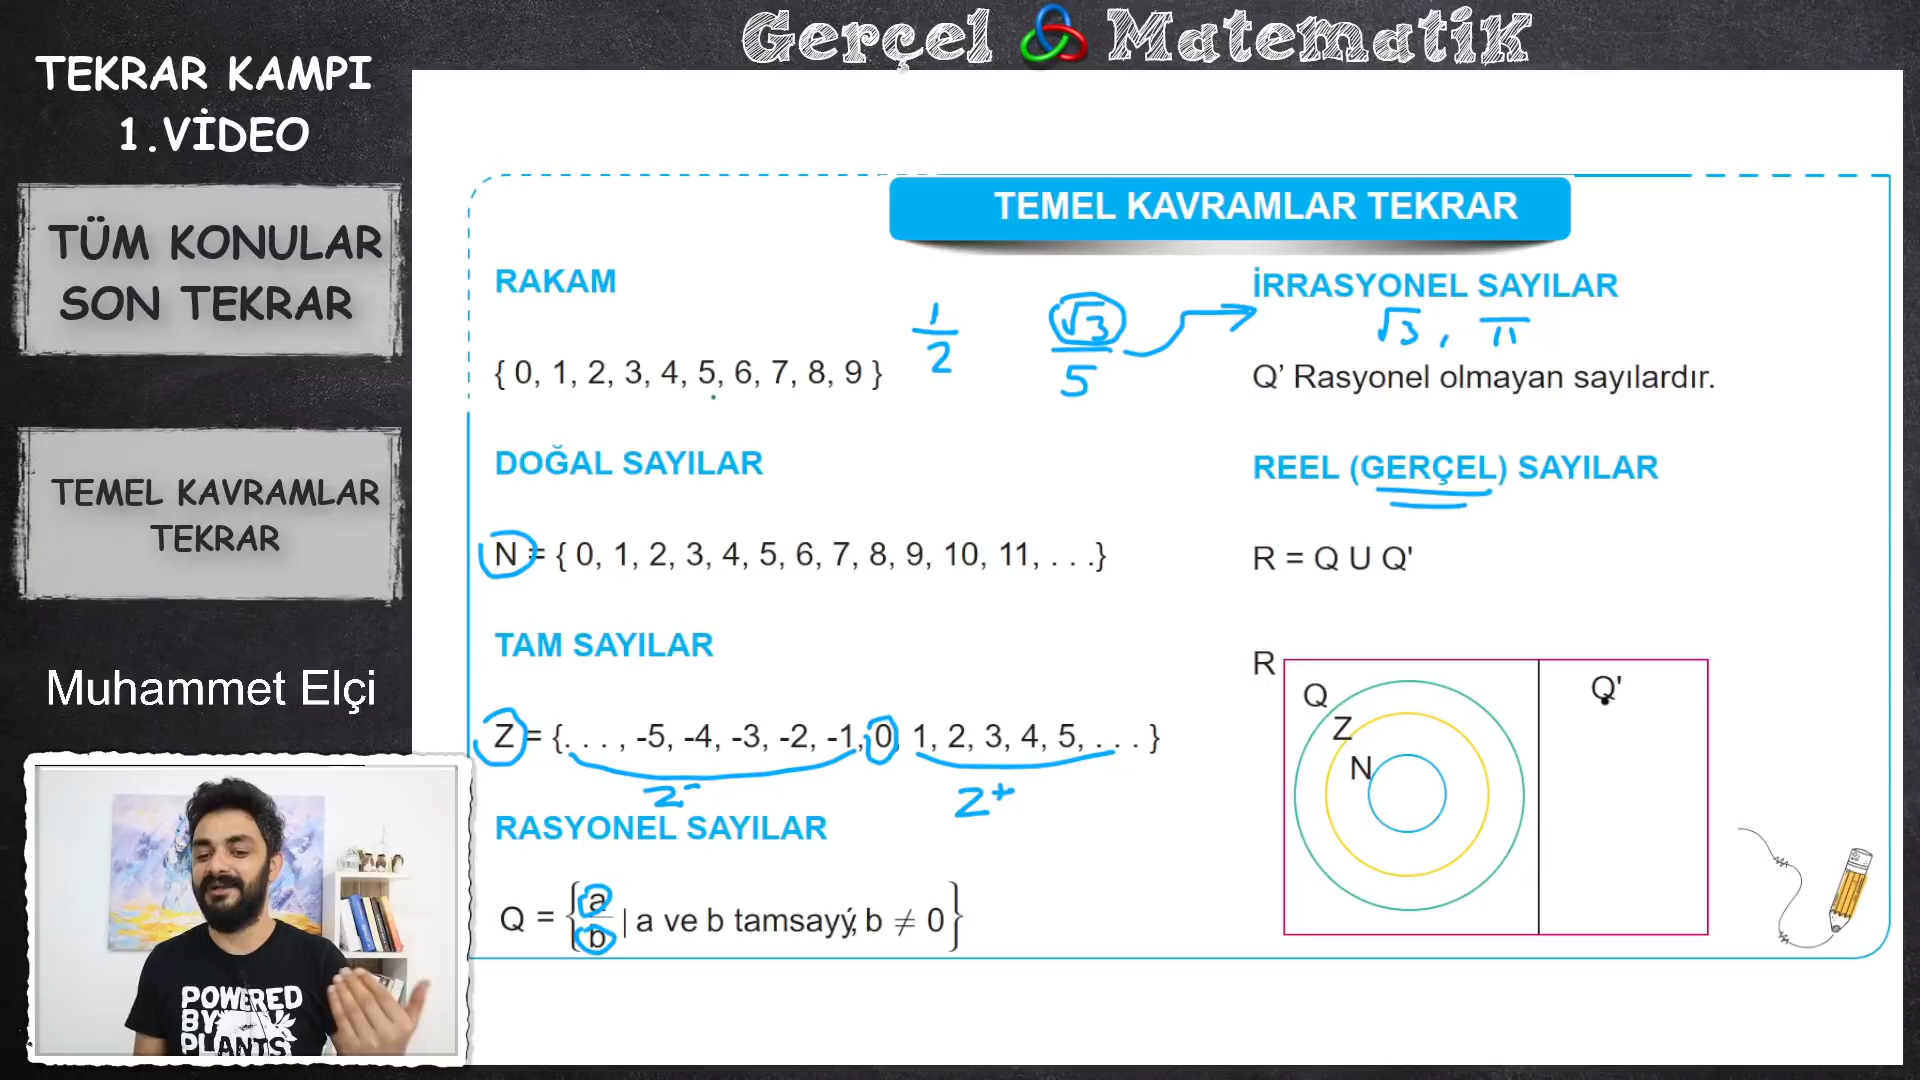 Gerçel Matematik
TEKRAR KAMPI
1.VİDEO
TÜM KONULAR
SON TEKRAR
TEMEL KAVRAMLAR
TEKRAR
Muhammet Elçi
POWERED
BY
PLANTS
TEMEL KAVRAMLAR TEKRAR
RAKAM
{ 0, 1, 2, 3, 4, 5, 6, 7, 8, 9 }
1/2
√3/5
DOĞAL SAYILAR
N = { 0, 1, 2, 3, 4, 5, 6, 7, 8, 9, 10, 11, . . .}
TAM SAYILAR
Z = {. . . , -5, -4, -3, -2, -1, 0, 1, 2, 3, 4, 5, . . . }
Z⁻ Z⁺
RASYONEL SAYILAR
Q = {a/b | a ve b tamsayý, b ≠ 0}
İRRASYONEL SAYILAR
√3 , π
Q’ Rasyonel olmayan sayılardır.
REEL (GERÇEL) SAYILAR
R = Q U Q'
R
Q
Z
N
Q'